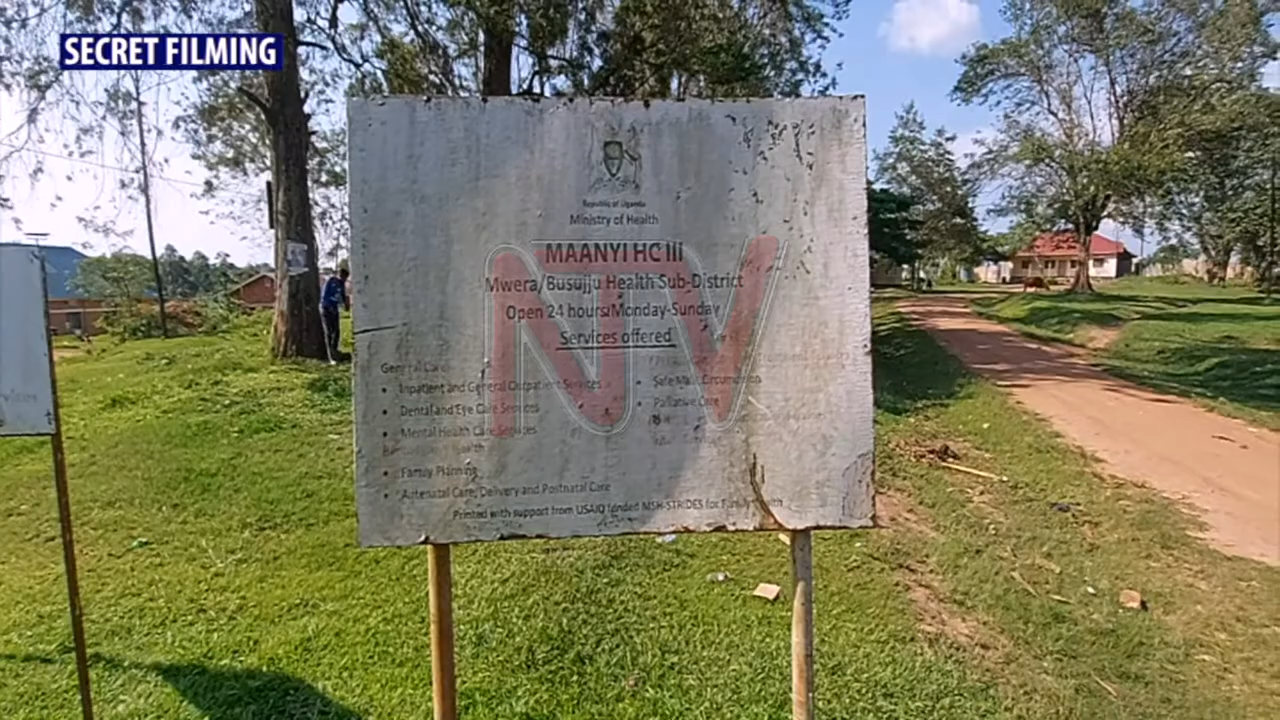 SECRET FILMING
Republic of Uganda
Ministry of Health
MAANYI HC III
Mwera/Busujju Health Sub-District
Open 24 hours:Monday-Sunday
Services offered
General Care
• Inpatient and General Outpatient Services
• Dental and Eye Care Services
• Mental Health Care Services
Health
• Family Planning
• Antenatal Care, Delivery and Postnatal Care
• Safe Male Circumcision
• Palliative Care
Printed with support from USAID funded MSH-STRIDES for Family Health
NTV